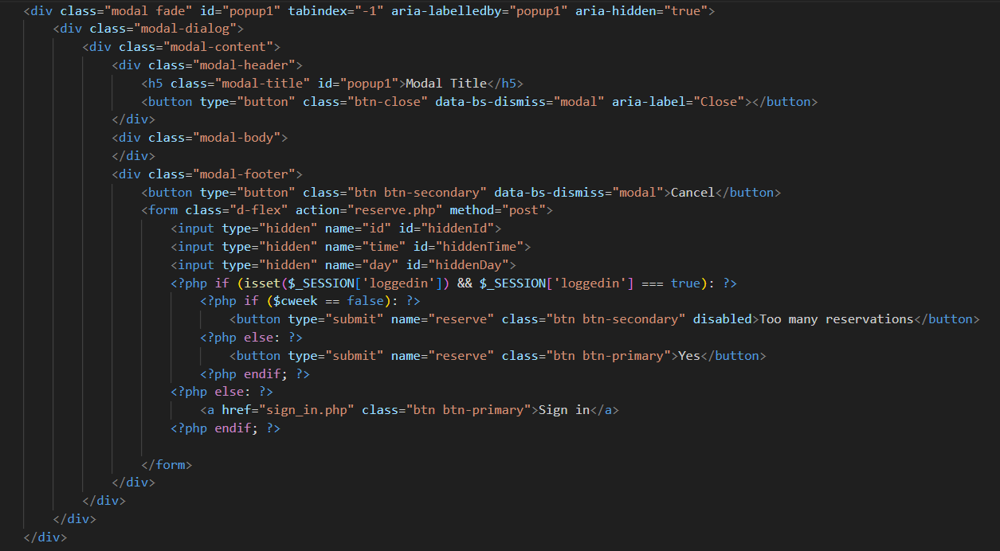 <div class="modal fade" id="popup1" tabindex="-1" aria-labelledby="popup1" aria-hidden="true">
<div class="modal-dialog">
<div class="modal-content">
<div class="modal-header">
<h5 class="modal-title" id="popup1">Modal Title</h5>
<button type="button" class="btn-close" data-bs-dismiss="modal" aria-label="Close"></button>
</div>
<div class="modal-body">
</div>
<div class="modal-footer">
<button type="button" class="btn btn-secondary" data-bs-dismiss="modal">Cancel</button>
<form class="d-flex" action="reserve.php" method="post">
<input type="hidden" name="id" id="hiddenId">
<input type="hidden" name="time" id="hiddenTime">
<input type="hidden" name="day" id="hiddenDay">
<?php if (isset($_SESSION['loggedin']) && $_SESSION['loggedin'] === true): ?>
<?php if ($cweek == false): ?>
<button type="submit" name="reserve" class="btn btn-secondary" disabled>Too many reservations</button>
<?php else: ?>
<button type="submit" name="reserve" class="btn btn-primary">Yes</button>
<?php endif; ?>
<?php else: ?>
<a href="sign_in.php" class="btn btn-primary">Sign in</a>
<?php endif; ?>
</form>
</div>
</div>
</div>
</div>